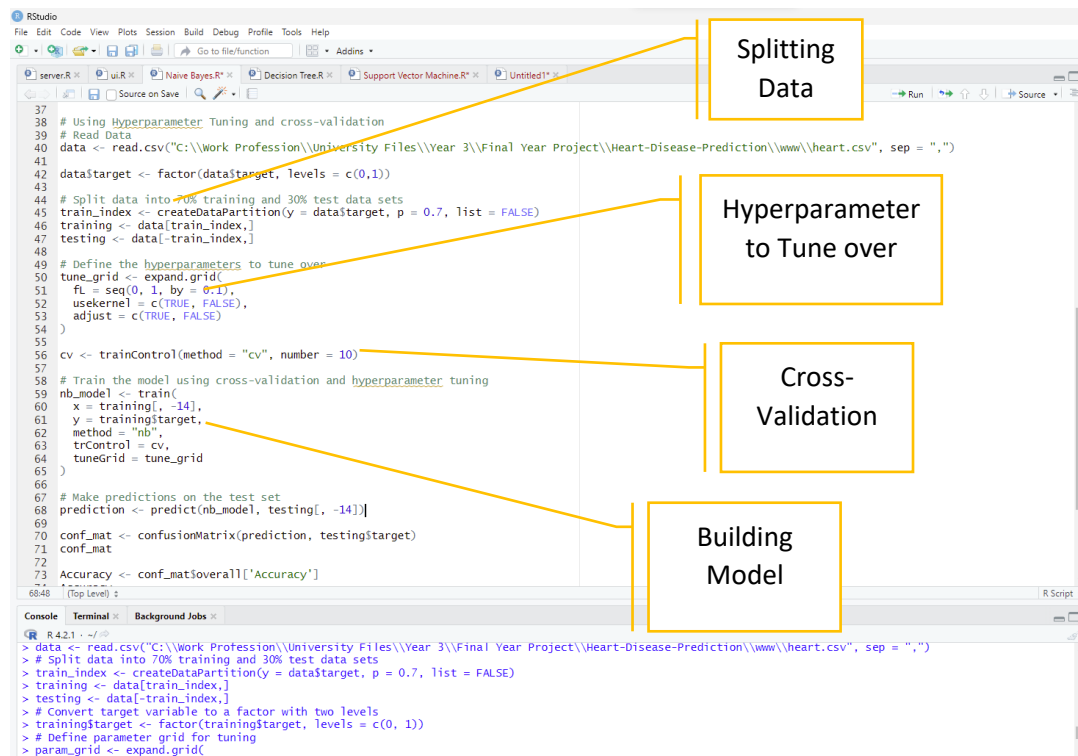 RStudio
File Edit Code View Plots Session Build Debug Profile Tools Help
Go to file/function Addins
server.R ui.R Naive Bayes.R* Decision Tree.R Support Vector Machine.R* Untitled1*
Source on Save Run Source
37
38 # Using Hyperparameter Tuning and cross-validation
39 # Read Data
40 data <- read.csv("C:\\Work Profession\\University Files\\Year 3\\Final Year Project\\Heart-Disease-Prediction\\www\\heart.csv", sep = ",")
41
42 data$target <- factor(data$target, levels = c(0,1))
43
44 # Split data into 70% training and 30% test data sets
45 train_index <- createDataPartition(y = data$target, p = 0.7, list = FALSE)
46 training <- data[train_index,]
47 testing <- data[-train_index,]
48
49 # Define the hyperparameters to tune over
50 tune_grid <- expand.grid(
51 fL = seq(0, 1, by = 0.1),
52 usekernel = c(TRUE, FALSE),
53 adjust = c(TRUE, FALSE)
54 )
55
56 cv <- trainControl(method = "cv", number = 10)
57
58 # Train the model using cross-validation and hyperparameter tuning
59 nb_model <- train(
60 x = training[, -14],
61 y = training$target,
62 method = "nb",
63 trControl = cv,
64 tuneGrid = tune_grid
65 )
66
67 # Make predictions on the test set
68 prediction <- predict(nb_model, testing[, -14])
69
70 conf_mat <- confusionMatrix(prediction, testing$target)
71 conf_mat
72
73 Accuracy <- conf_mat$overall['Accuracy']
68:48 (Top Level) R Script
Splitting
Data
Hyperparameter
to Tune over
Cross-
Validation
Building
Model
Console Terminal Background Jobs
R 4.2.1 · ~/
> data <- read.csv("C:\\Work Profession\\University Files\\Year 3\\Final Year Project\\Heart-Disease-Prediction\\www\\heart.csv", sep = ",")
> # Split data into 70% training and 30% test data sets
> train_index <- createDataPartition(y = data$target, p = 0.7, list = FALSE)
> training <- data[train_index,]
> testing <- data[-train_index,]
> # Convert target variable to a factor with two levels
> training$target <- factor(training$target, levels = c(0, 1))
> # Define parameter grid for tuning
> param_grid <- expand.grid(